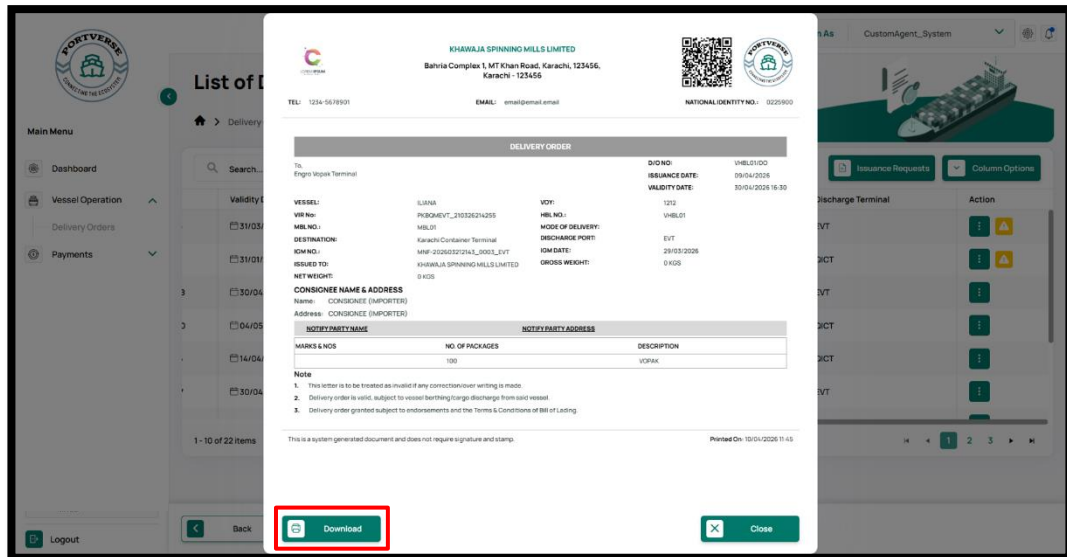 PORTVERSE
CONNECTING THE ECOSYSTEM
Main Menu
Dashboard
Vessel Operation
Delivery Orders
Payments
Logout
List of D
Delivery
n As
CustomAgent_System
Search...
Issuance Requests
Column Options
Validity D
Discharge Terminal
Action
31/03/
EVT
31/01/
QICT
30/04
EVT
04/05
QICT
14/04/
QICT
30/04
EVT
1 - 10 of 22 items
1 2 3
Back
KHAWAJA SPINNING MILLS LIMITED
Bahria Complex 1, MT Khan Road, Karachi, 123456,
Karachi - 123456
PORTVERSE
TEL: 1234-5678901 EMAIL: email@email.email NATIONAL IDENTITY NO.: 0225900
DELIVERY ORDER
To,
Engro Vopak Terminal
D/O NO: VHBL01/DO
ISSUANCE DATE: 09/04/2026
VALIDITY DATE: 30/04/2026 16:30
VESSEL: ILIANA VOY: 1212
VIR No: PKBQMEVT_210326214255 HBL NO.: VHBL01
MBL NO.: MBL01 MODE OF DELIVERY:
DESTINATION: Karachi Container Terminal DISCHARGE PORT: EVT
IGM NO.: MNF-202603212143_0003_EVT IGM DATE: 29/03/2026
ISSUED TO: KHAWAJA SPINNING MILLS LIMITED GROSS WEIGHT: 0 KGS
NET WEIGHT: 0 KGS
CONSIGNEE NAME & ADDRESS
Name: CONSIGNEE (IMPORTER)
Address: CONSIGNEE (IMPORTER)
NOTIFY PARTY NAME NOTIFY PARTY ADDRESS
MARKS & NOS NO. OF PACKAGES DESCRIPTION
100 VOPAK
Note
1. This letter is to be treated as invalid if any correction/over writing is made.
2. Delivery order is valid, subject to vessel berthing/cargo discharge from said vessel.
3. Delivery order granted subject to endorsements and the Terms & Conditions of Bill of Lading.
This is a system generated document and does not require signature and stamp. Printed On: 10/04/2026 11:45
Download
Close